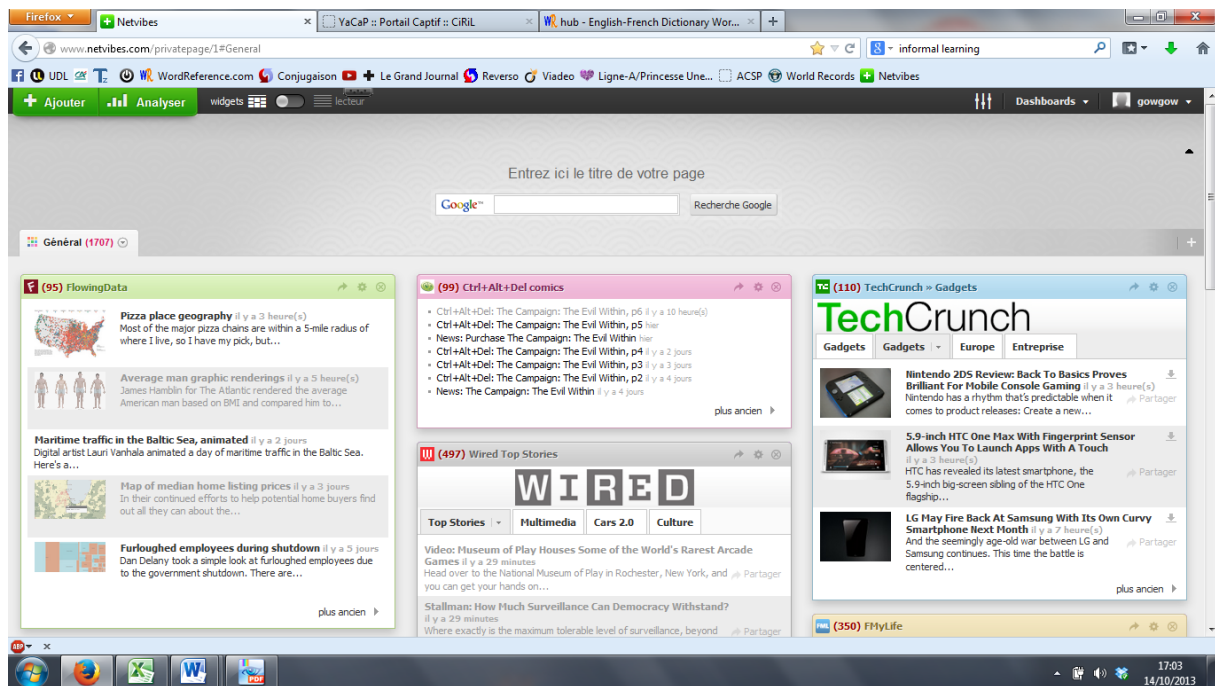 Firefox
Netvibes
YaCaP :: Portail Captif :: CiRiL
hub - English-French Dictionary Wor...
www.netvibes.com/privatepage/1#General
informal learning
UDL
WordReference.com
Conjugaison
Le Grand Journal
Reverso
Viadeo
Ligne-A/Princesse Une...
ACSP
World Records
Netvibes
Ajouter
Analyser
widgets
lecteur
Dashboards
gowgow
Entrez ici le titre de votre page
Google
Recherche Google
Général (1707)
(95) FlowingData
Pizza place geography il y a 3 heure(s)
Most of the major pizza chains are within a 5-mile radius of
where I live, so I have my pick, but...
Average man graphic renderings il y a 5 heure(s)
James Hamblin for The Atlantic rendered the average
American man based on BMI and compared him to...
Maritime traffic in the Baltic Sea, animated il y a 2 jours
Digital artist Lauri Vanhala animated a day of maritime traffic in the Baltic Sea.
Here's a...
Map of median home listing prices il y a 3 jours
In their continued efforts to help potential home buyers find
out all they can about the...
Furloughed employees during shutdown il y a 5 jours
Dan Delany took a simple look at furloughed employees due
to the government shutdown. There are...
plus ancien
(99) Ctrl+Alt+Del comics
Ctrl+Alt+Del: The Campaign: The Evil Within, p6 il y a 10 heure(s)
Ctrl+Alt+Del: The Campaign: The Evil Within, p5 hier
News: Purchase The Campaign: The Evil Within hier
Ctrl+Alt+Del: The Campaign: The Evil Within, p4 il y a 2 jours
Ctrl+Alt+Del: The Campaign: The Evil Within, p3 il y a 3 jours
Ctrl+Alt+Del: The Campaign: The Evil Within, p2 il y a 4 jours
News: The Campaign: The Evil Within il y a 4 jours
plus ancien
(497) Wired Top Stories
WIRED
Top Stories
Multimedia
Cars 2.0
Culture
Video: Museum of Play Houses Some of the World's Rarest Arcade
Games il y a 29 minutes
Head over to the National Museum of Play in Rochester, New York, and
Partager
you can get your hands on...
Stallman: How Much Surveillance Can Democracy Withstand?
il y a 29 minutes
Where exactly is the maximum tolerable level of surveillance, beyond
Partager
(110) TechCrunch » Gadgets
TechCrunch
Gadgets
Gadgets
Europe
Entreprise
Nintendo 2DS Review: Back To Basics Proves
Brilliant For Mobile Console Gaming il y a 3 heure(s)
Nintendo has a rhythm that's predictable when it
Partager
comes to product releases: Create a new...
5.9-inch HTC One Max With Fingerprint Sensor
Allows You To Launch Apps With A Touch
il y a 3 heure(s)
HTC has revealed its latest smartphone, the
Partager
5.9-inch big-screen sibling of the HTC One
flagship...
LG May Fire Back At Samsung With Its Own Curvy
Smartphone Next Month il y a 7 heure(s)
And the seemingly age-old war between LG and
Partager
Samsung continues. This time the battle is
centered...
plus ancien
(350) FMyLife
ABP
17:03
14/10/2013